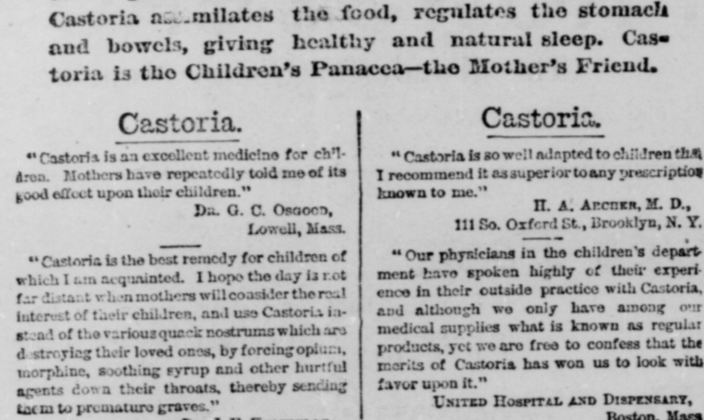 Castoria assimilates the food, regulates the stomach
and bowels, giving healthy and natural sleep. Cas-
toria is the Children's Panacea—the Mother's Friend.
Castoria.
"Castoria is an excellent medicine for chil-
dren. Mothers have repeatedly told me of its
good effect upon their children."
Dr. G. C. Osgood,
Lowell, Mass.
"Castoria is the best remedy for children of
which I am acquainted. I hope the day is not
far distant when mothers will consider the real
interest of their children, and use Castoria in-
stead of the various quack nostrums which are
destroying their loved ones, by forcing opium,
morphine, soothing syrup and other hurtful
agents down their throats, thereby sending
them to premature graves."
Castoria.
"Castoria is so well adapted to children that
I recommend it as superior to any prescription
known to me."
H. A. Archer, M. D.,
111 So. Oxford St., Brooklyn, N. Y.
"Our physicians in the children's depart-
ment have spoken highly of their experi-
ence in their outside practice with Castoria,
and although we only have among our
medical supplies what is known as regular
products, yet we are free to confess that the
merits of Castoria has won us to look with
favor upon it."
United Hospital and Dispensary,
Boston, Mass